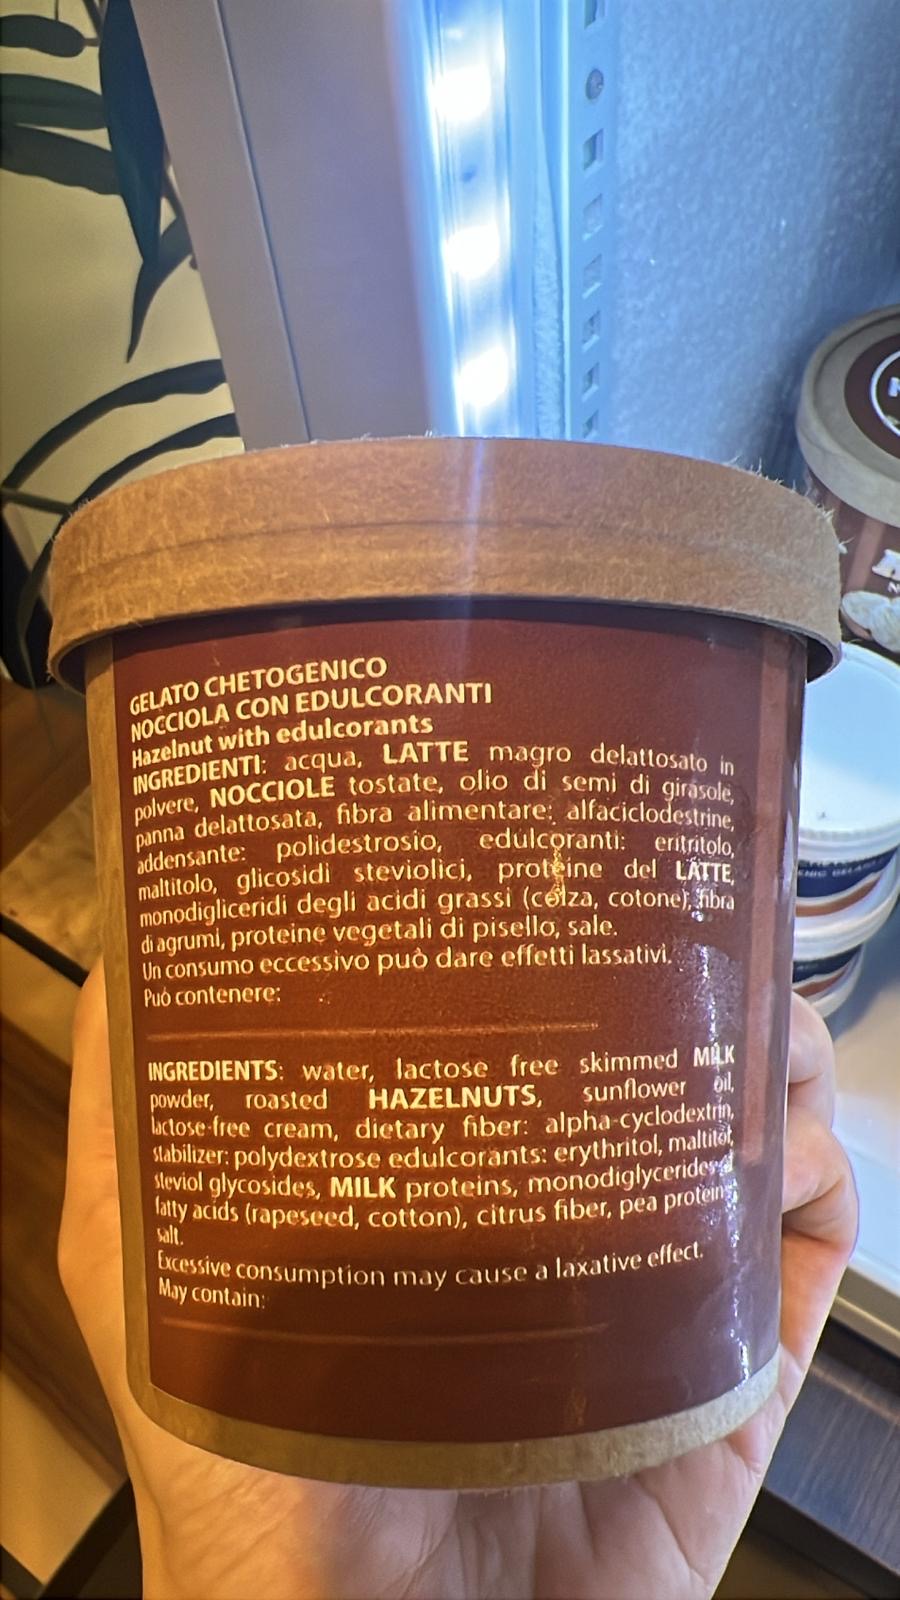 GELATO CHETOGENICO
NOCCIOLA CON EDULCORANTI
Hazelnut with edulcorants
INGREDIENTI: acqua, LATTE magro delattosato in
polvere, NOCCIOLE tostate, olio di semi di girasole,
panna delattosata, fibra alimentare: alfaciclodestrine,
addensante: polidestrosio, edulcoranti: eritritolo,
maltitolo, glicosidi steviolici, proteine del LATTE,
monodigliceridi degli acidi grassi (colza, cotone), fibra
di agrumi, proteine vegetali di pisello, sale.
Un consumo eccessivo può dare effetti lassativi.
Può contenere:
INGREDIENTS: water, lactose free skimmed MILK
powder, roasted HAZELNUTS, sunflower oil,
lactose-free cream, dietary fiber: alpha-cyclodextrin,
stabilizer: polydextrose edulcorants: erythritol, maltitol,
steviol glycosides, MILK proteins, monodiglycerides
fatty acids (rapeseed, cotton), citrus fiber, pea protein
salt.
Excessive consumption may cause a laxative effect.
May contain: